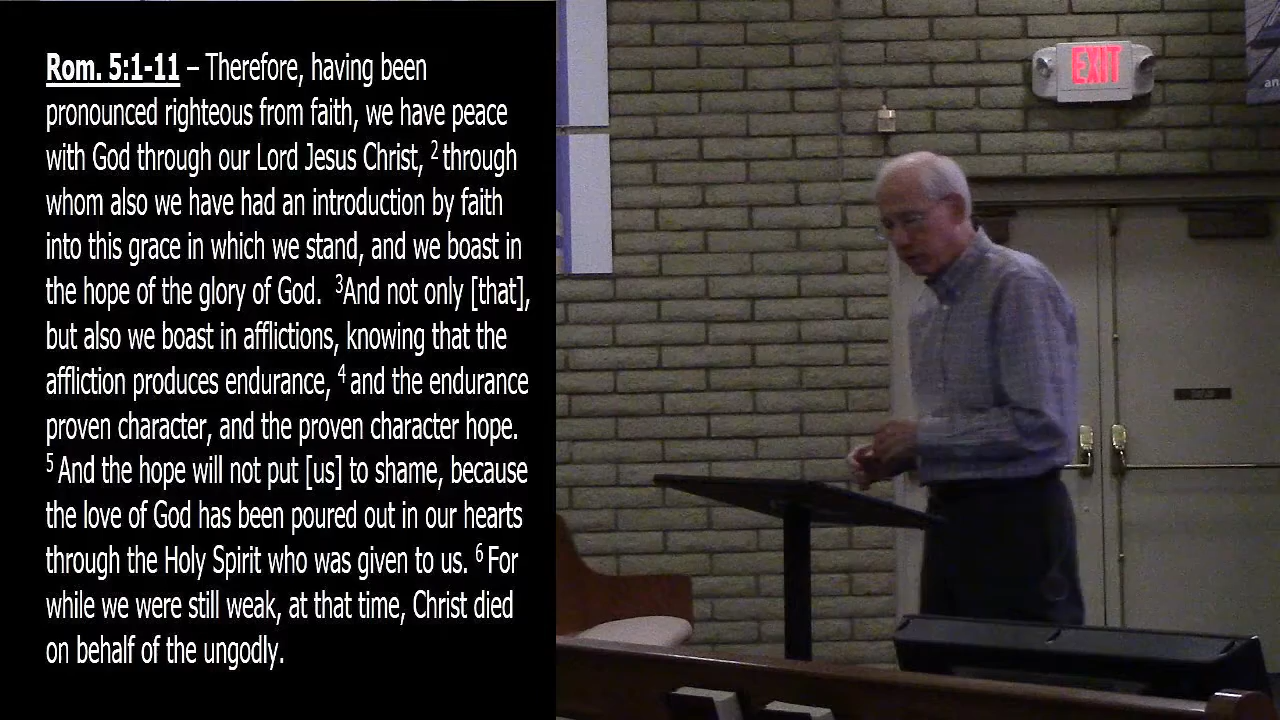 Rom. 5:1-11 – Therefore, having been
pronounced righteous from faith, we have peace
with God through our Lord Jesus Christ, 2 through
whom also we have had an introduction by faith
into this grace in which we stand, and we boast in
the hope of the glory of God. 3And not only [that],
but also we boast in afflictions, knowing that the
affliction produces endurance, 4 and the endurance
proven character, and the proven character hope.
5 And the hope will not put [us] to shame, because
the love of God has been poured out in our hearts
through the Holy Spirit who was given to us. 6 For
while we were still weak, at that time, Christ died
on behalf of the ungodly.
EXIT
an